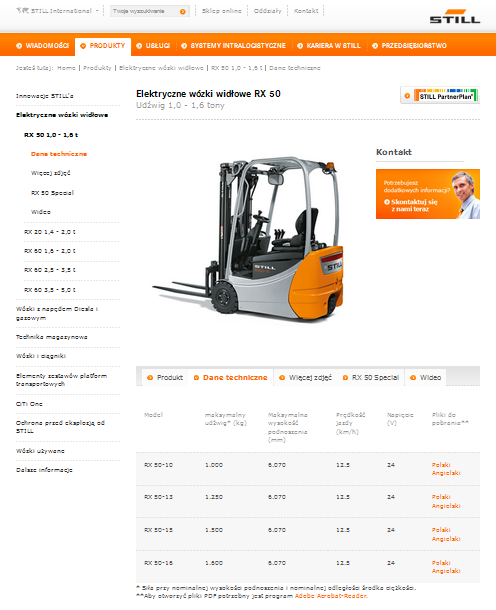 STILL International
Twoje wyszukiwanie
Sklep online
Oddziały
Kontakt
STILL
WIADOMOŚCI
PRODUKTY
USŁUGI
SYSTEMY INTRALOGISTYCZNE
KARIERA W STILL
PRZEDSIĘBIORSTWO
Jesteś tutaj: Home | Produkty | Elektryczne wózki widłowe | RX 50 1,0 - 1,6 t | Dane techniczne
Innowacje STILL'a
Elektryczne wózki widłowe
RX 50 1,0 - 1,6 t
Dane techniczne
Więcej zdjęć
RX 50 Special
Wideo
RX 20 1,4 - 2,0 t
RX 60 1,6 - 2,0 t
RX 60 2,5 - 3,5 t
RX 60 3,5 - 5,0 t
Wózki z napędem Diesla i
gazowym
Technika magazynowa
Wózki i ciągniki
Elementy zestawów platform
transportowych
CiTi One
Ochrona przed eksplozją od
STILL
Wózki używane
Dalsze informacje
Elektryczne wózki widłowe RX 50
Udźwig 1,0 - 1,6 tony
STILL PartnerPlan
STILL
Kontakt
Potrzebujesz
dodatkowych informacji?
Skontaktuj się
z nami teraz
Produkt
Dane techniczne
Więcej zdjęć
RX 50 Special
Wideo
Model
maksymalny
udźwig* (kg)
Maksymalna
wysokość
podnoszenia
(mm)
Prędkość
jazdy
(km/h)
Napięcie
(V)
Pliki do
pobrania**
RX 50-10 1.000 6.070 12.5 24 Polski
Angielski
RX 50-13 1.250 6.070 12.5 24 Polski
Angielski
RX 50-15 1.500 6.070 12.5 24 Polski
Angielski
RX 50-16 1.600 6.070 12.5 24 Polski
Angielski
* Siła przy nominalnej wysokości podnoszenia i nominalnej odległości środka ciężkości.
**Aby otworzyć pliki PDF potrzebny jest program Adobe Acrobat-Reader.